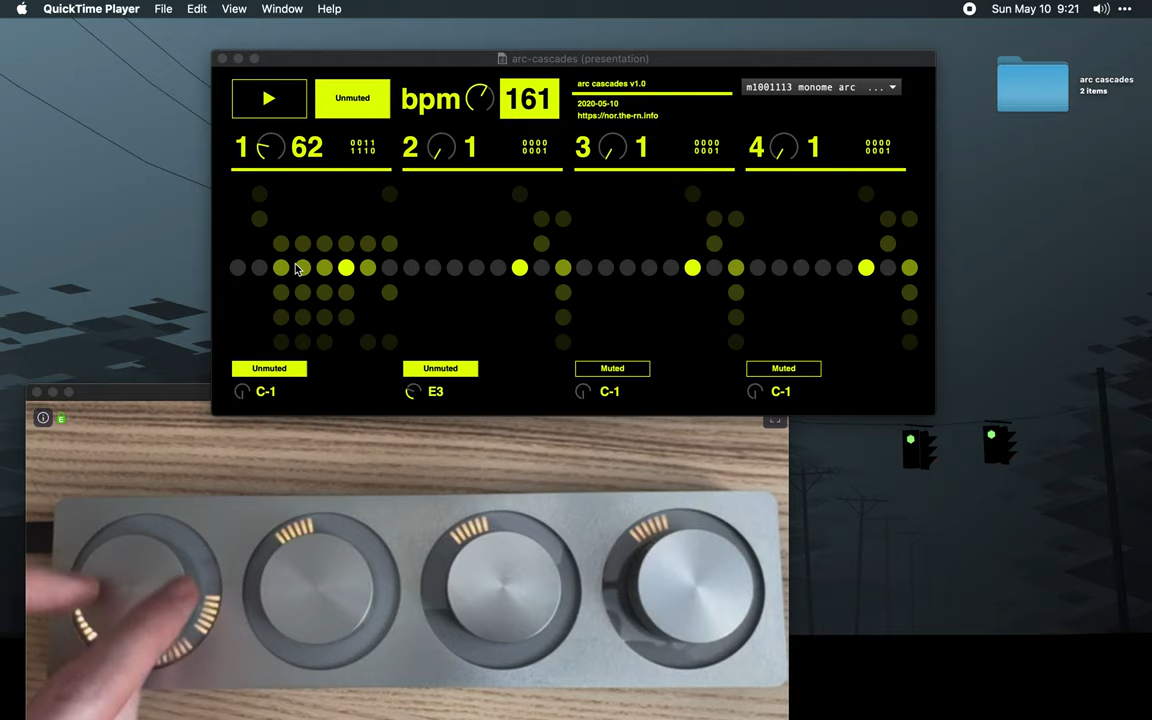 QuickTime Player File Edit View Window Help Sun May 10 9:21
arc-cascades (presentation)
Unmuted
bpm 161
arc cascades v1.0
2020-05-10
https://nor.the-rn.info
m1001113 monome arc ...
arc cascades
2 items
1 62 0011
1110
2 1 0000
0001
3 1 0000
0001
4 1 0000
0001
Unmuted Unmuted Muted Muted
C-1 E3 C-1 C-1